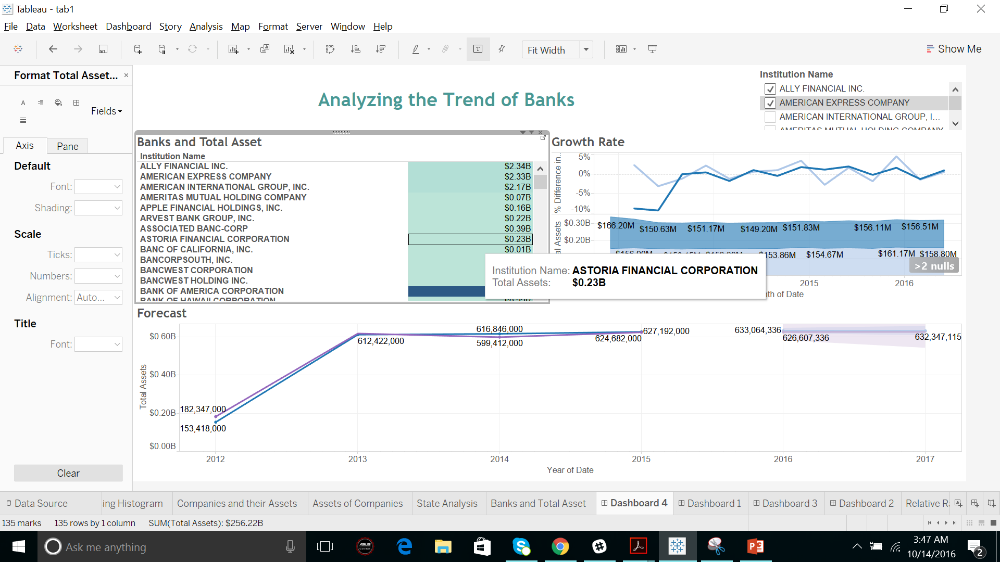 Tableau - tab1
File Data Worksheet Dashboard Story Analysis Map Format Server Window Help
Fit Width
Show Me
Format Total Asset...
Fields
Axis
Pane
Default
Font:
Shading:
Scale
Ticks:
Numbers:
Alignment: Auto...
Title
Font:
Clear
Analyzing the Trend of Banks
Institution Name
ALLY FINANCIAL INC.
AMERICAN EXPRESS COMPANY
AMERICAN INTERNATIONAL GROUP, I...
AMERITAS MUTUAL HOLDING COMPANY
Banks and Total Asset
Institution Name
ALLY FINANCIAL INC. $2.34B
AMERICAN EXPRESS COMPANY $2.33B
AMERICAN INTERNATIONAL GROUP, INC. $2.17B
AMERITAS MUTUAL HOLDING COMPANY $0.07B
APPLE FINANCIAL HOLDINGS, INC. $0.16B
ARVEST BANK GROUP, INC. $0.22B
ASSOCIATED BANC-CORP $0.39B
ASTORIA FINANCIAL CORPORATION $0.23B
BANC OF CALIFORNIA, INC. $0.01B
BANCORPSOUTH, INC.
BANCWEST CORPORATION
BANCWEST HOLDING INC.
BANK OF AMERICA CORPORATION
BANK OF HAWAII CORPORATION
Institution Name: ASTORIA FINANCIAL CORPORATION
Total Assets: $0.23B
Growth Rate
% Difference in..
5%
0%
-5%
-10%
al Assets
$0.30B
$0.20B
$166.20M $150.63M $151.17M $149.20M $151.83M $156.11M $156.51M
$153.86M $154.67M $161.17M $158.80M
>2 nulls
2015 2016
th of Date
Forecast
Total Assets
$0.60B
$0.40B
$0.20B
$0.00B
182,347,000
153,418,000
612,422,000
616,846,000
599,412,000
624,682,000
627,192,000
633,064,336
626,607,336
632,347,115
2012 2013 2014 2015 2016 2017
Year of Date
Data Source
ing Histogram
Companies and their Assets
Assets of Companies
State Analysis
Banks and Total Asset
Dashboard 4
Dashboard 1
Dashboard 3
Dashboard 2
Relative R
135 marks 135 rows by 1 column SUM(Total Assets): $256.22B
Ask me anything
3:47 AM
10/14/2016
2